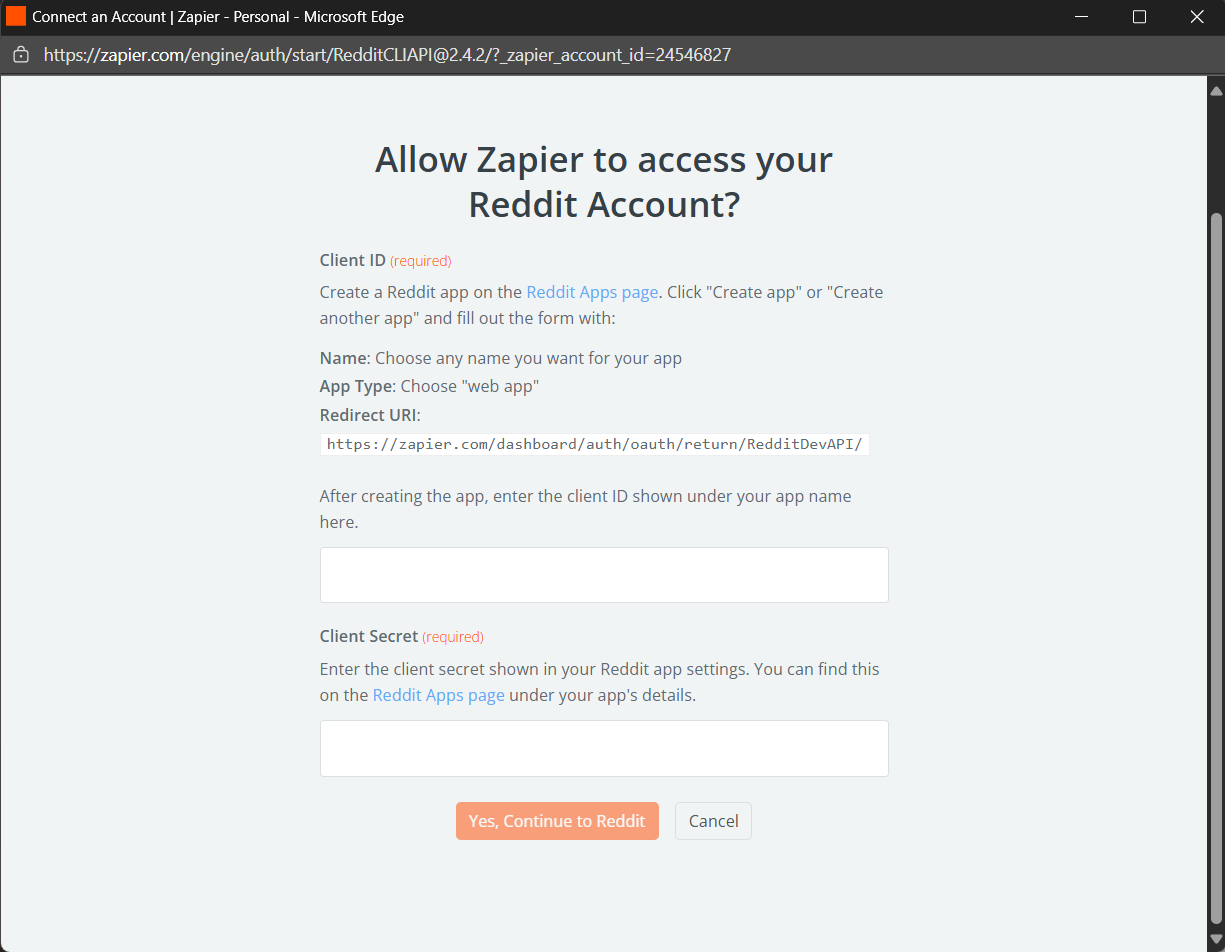 Connect an Account | Zapier - Personal - Microsoft Edge
https://zapier.com/engine/auth/start/RedditCLIAPI@2.4.2/?_zapier_account_id=24546827
Allow Zapier to access your
Reddit Account?
Client ID (required)
Create a Reddit app on the Reddit Apps page. Click "Create app" or "Create
another app" and fill out the form with:
Name: Choose any name you want for your app
App Type: Choose "web app"
Redirect URI:
https://zapier.com/dashboard/auth/oauth/return/RedditDevAPI/
After creating the app, enter the client ID shown under your app name
here.
Client Secret (required)
Enter the client secret shown in your Reddit app settings. You can find this
on the Reddit Apps page under your app's details.
Yes, Continue to Reddit
Cancel